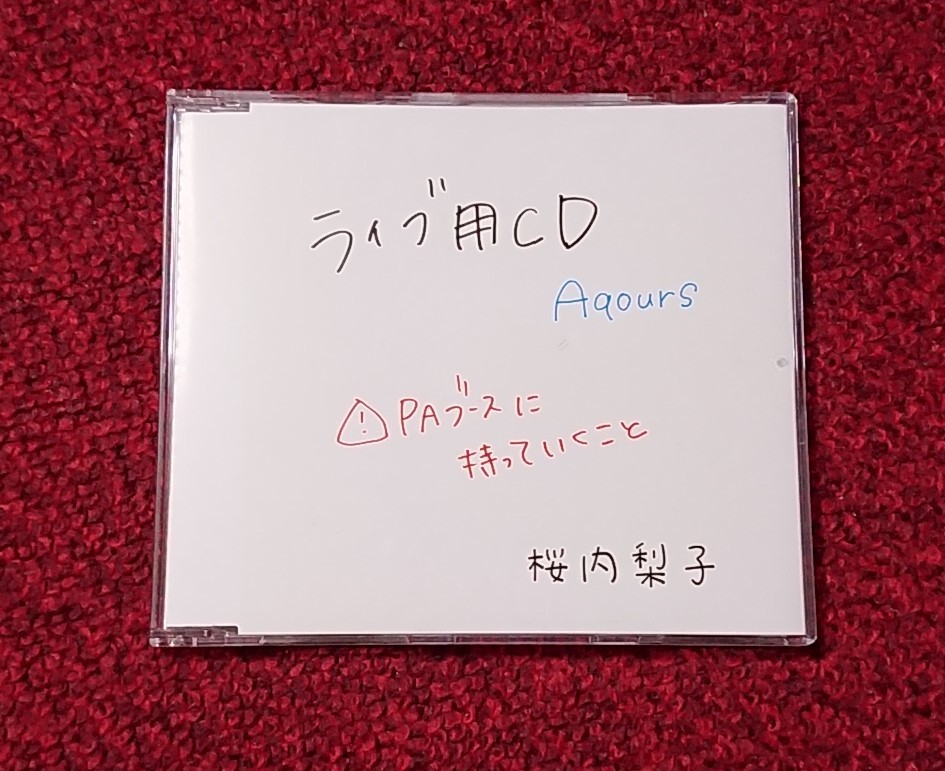 ライブ用CD
Aqours
⚠PAブースに
持っていくこと
桜内梨子